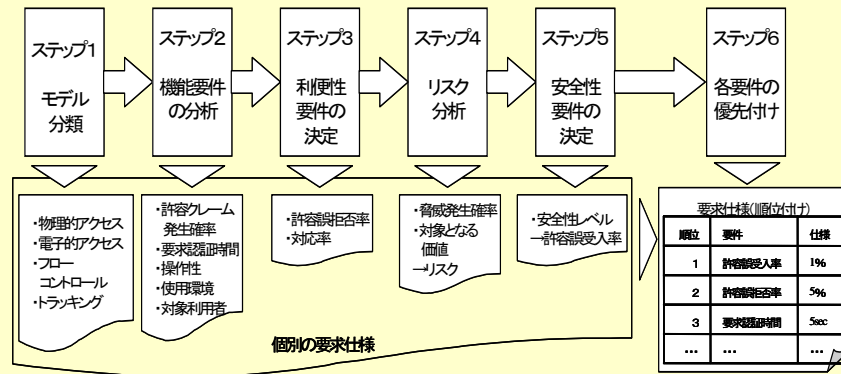 ステップ1
モデル
分類
ステップ2
機能要件
の分析
ステップ3
利便性
要件の
決定
ステップ4
リスク
分析
ステップ5
安全性
要件の
決定
ステップ6
各要件の
優先付け
・物理的アクセス
・電子的アクセス
・フロー
コントロール
・トラッキング
・許容クレーム
発生確率
・要求認証時間
・操作性
・使用環境
・対象利用者
・許容誤拒否率
・対応率
・脅威発生確率
・対象となる
価値
→リスク
・安全性レベル
→許容誤受入率
個別の要求仕様
要求仕様(順位付け)
順位 要件 仕様
1 許容誤受入率 1%
2 許容誤拒否率 5%
3 要求認証時間 5sec
… … …